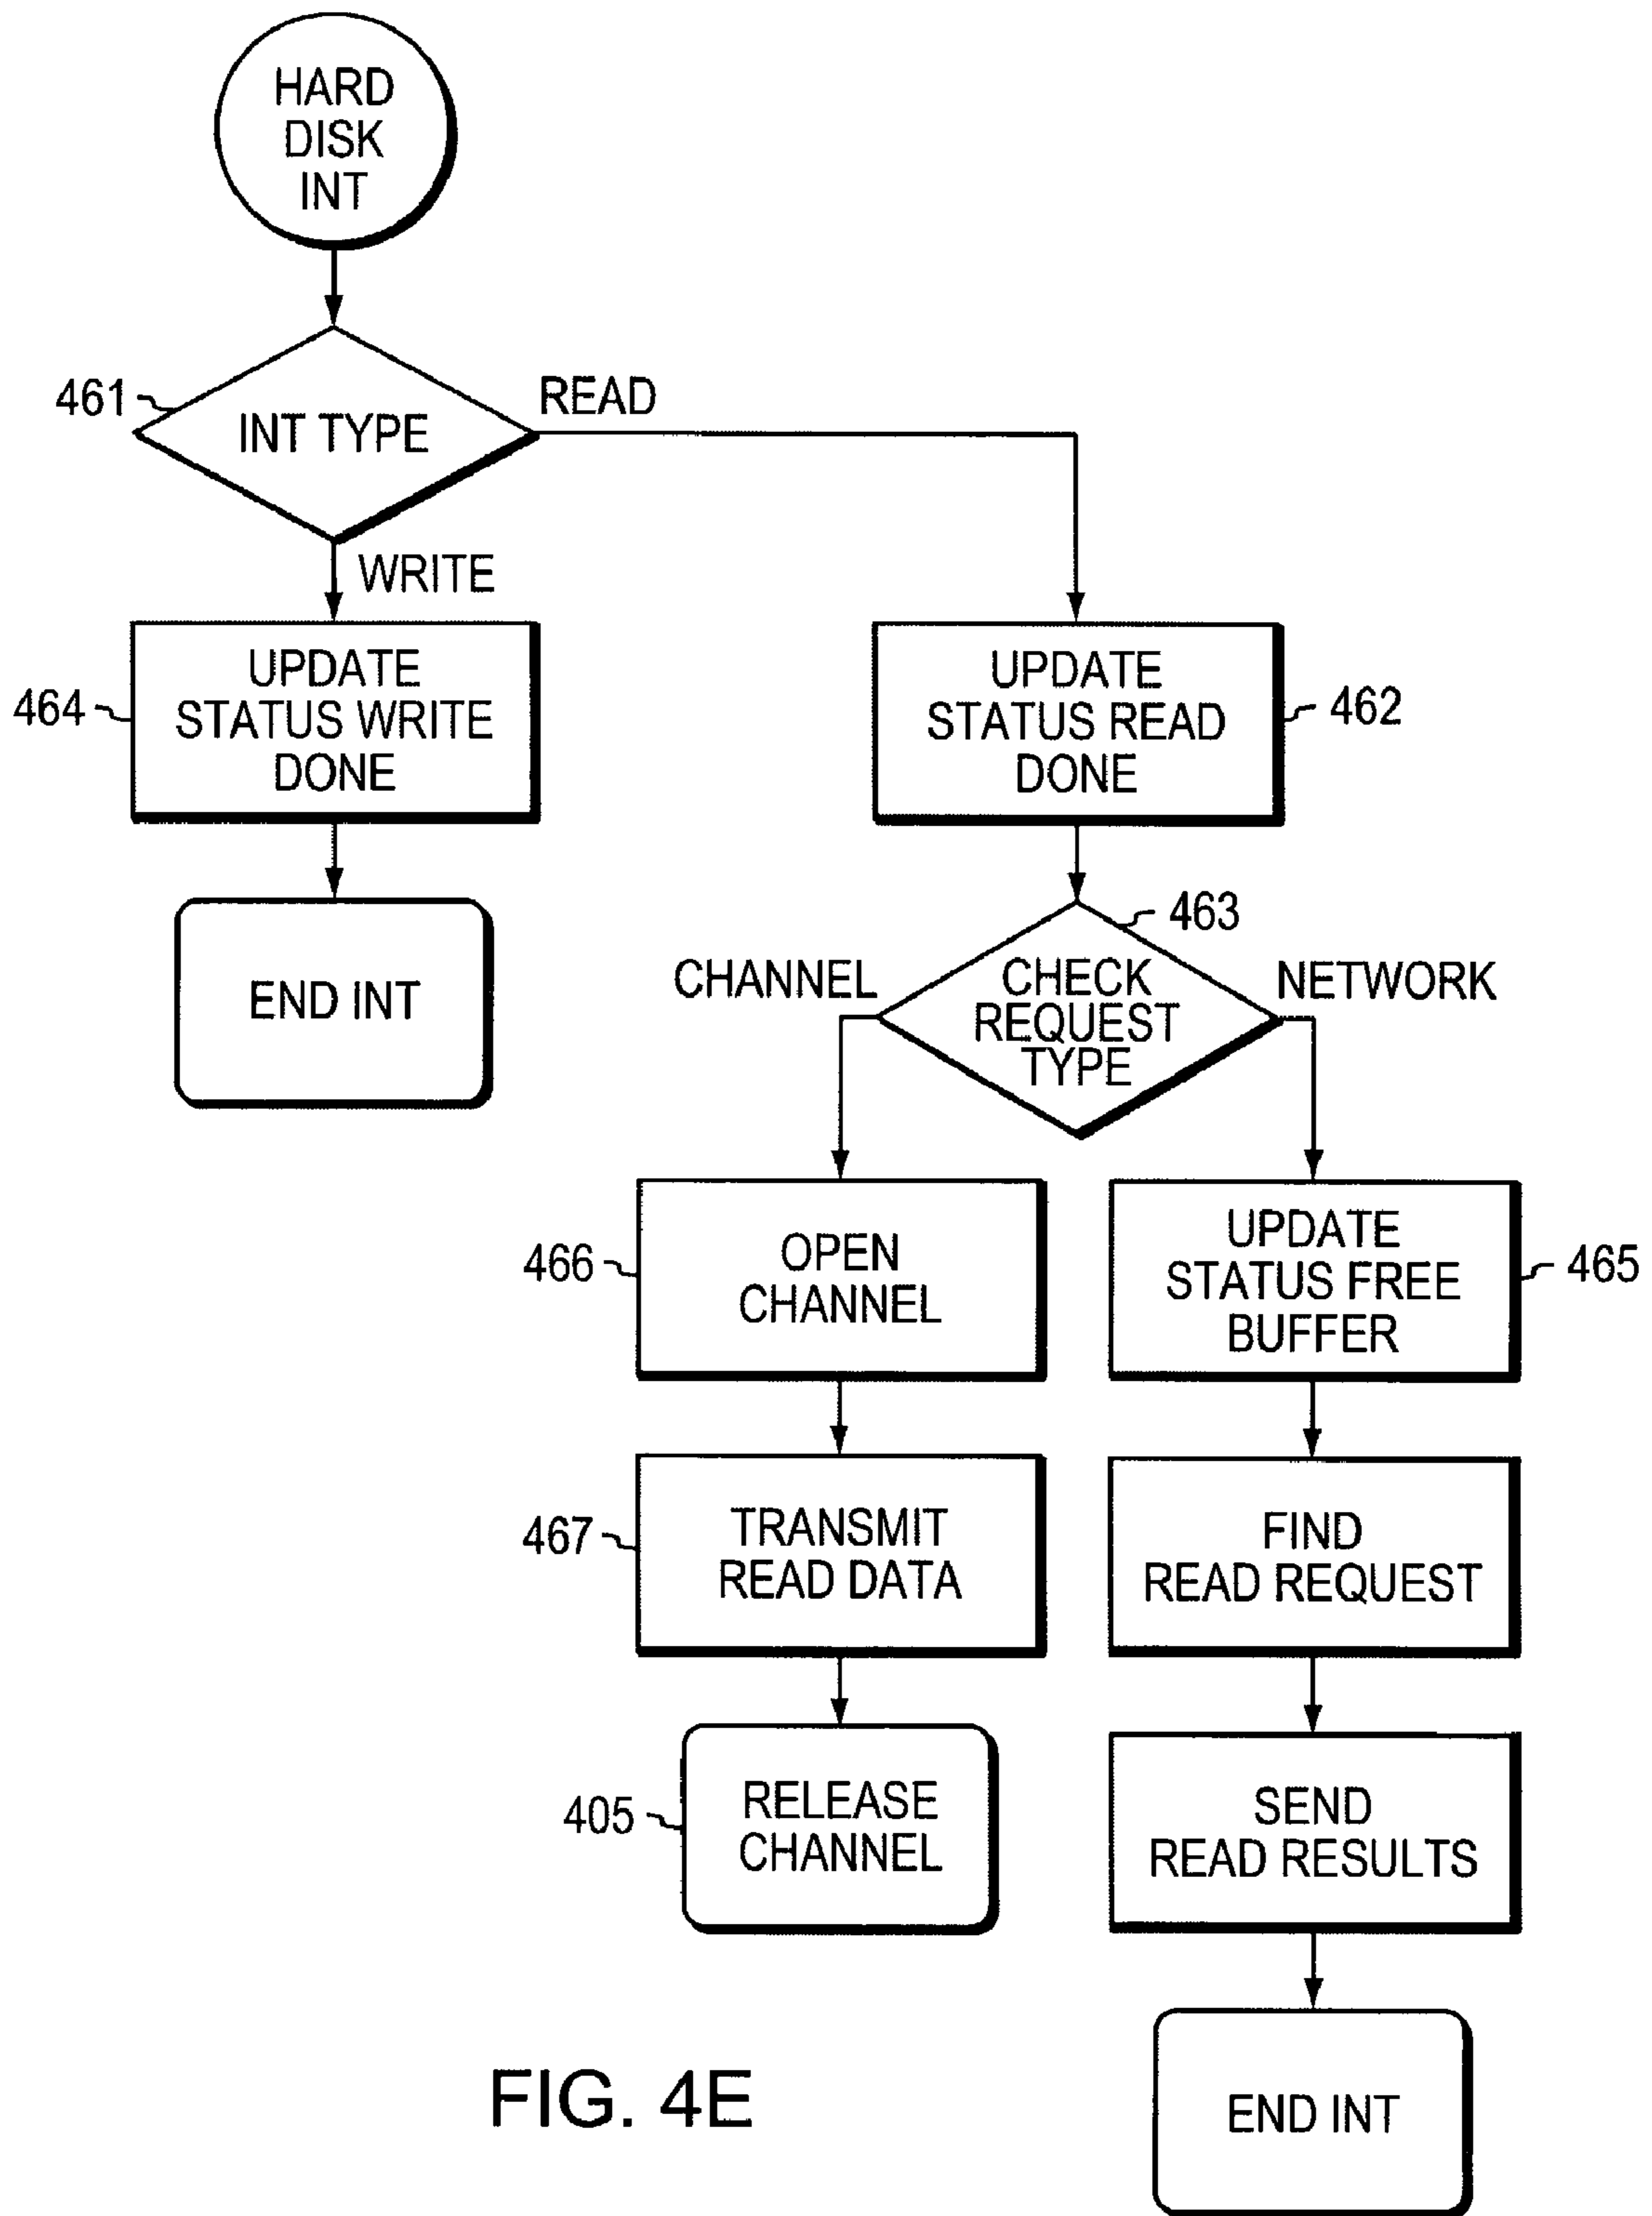 HARD
DISK
INT
461
INT TYPE
READ
WRITE
464
UPDATE
STATUS WRITE
DONE
UPDATE
STATUS READ
DONE
462
END INT
463
CHANNEL
CHECK
REQUEST
TYPE
NETWORK
466
OPEN
CHANNEL
UPDATE
STATUS FREE
BUFFER
465
467
TRANSMIT
READ DATA
FIND
READ REQUEST
405
RELEASE
CHANNEL
SEND
READ RESULTS
END INT
FIG. 4E